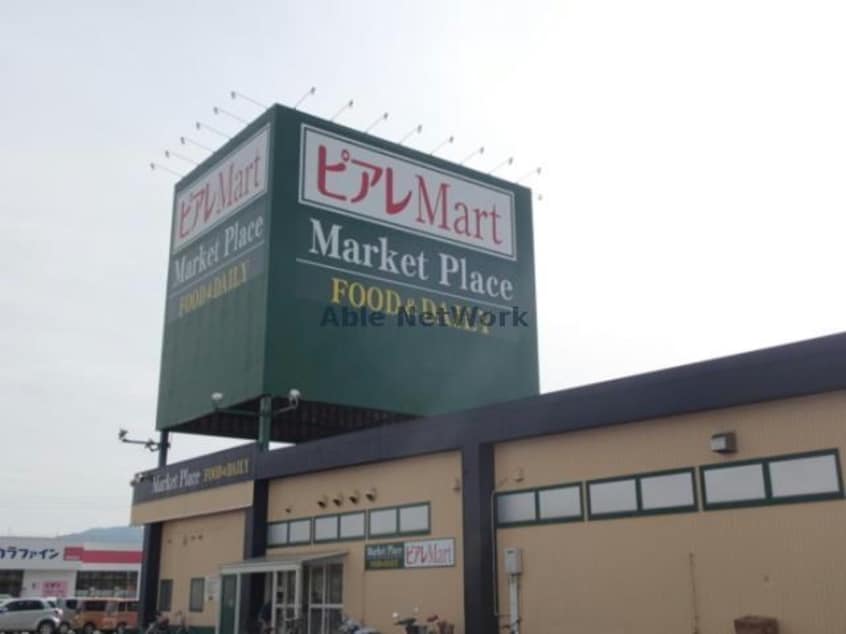 ピアレMart
Market Place
FOOD & DAILY
ピアレMart
Market Place
FOOD & DAILY
Able NetWork
Market Place FOOD & DAILY
Market Place
ピアレMart
カラファイン